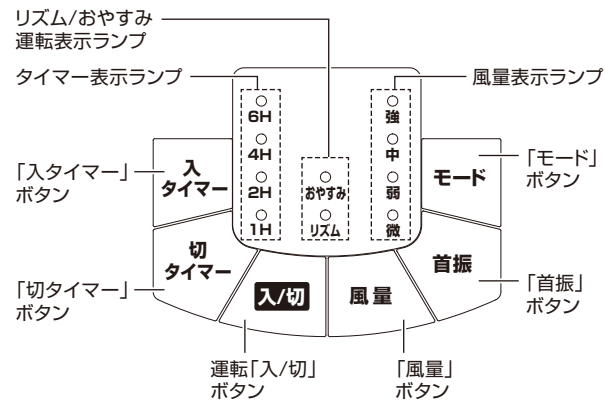 リズム/おやすみ
運転表示ランプ
タイマー表示ランプ
風量表示ランプ
6H
4H
2H
1H
おやすみ
リズム
強
中
弱
微
入
タイマー
モード
「入タイマー」
ボタン
「モード」
ボタン
切
タイマー
入/切
風量
首振
「切タイマー」
ボタン
「首振」
ボタン
運転「入/切」
ボタン
「風量」
ボタン